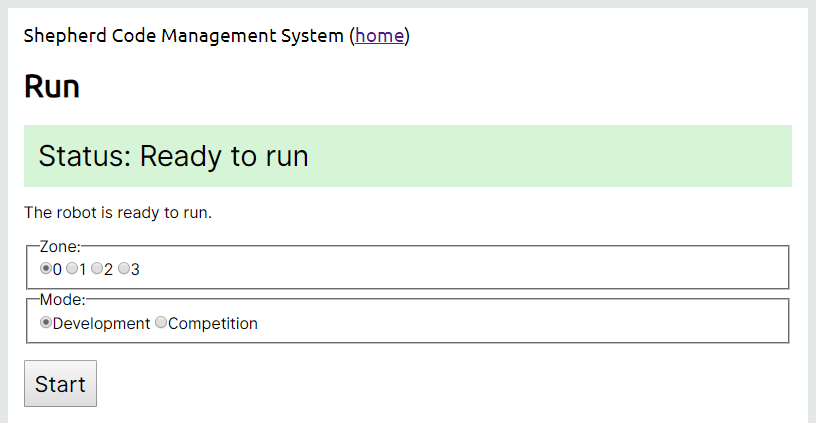 Shepherd Code Management System (home)
Run
Status: Ready to run
The robot is ready to run.
Zone:
0 1 2 3
Mode:
Development Competition
Start